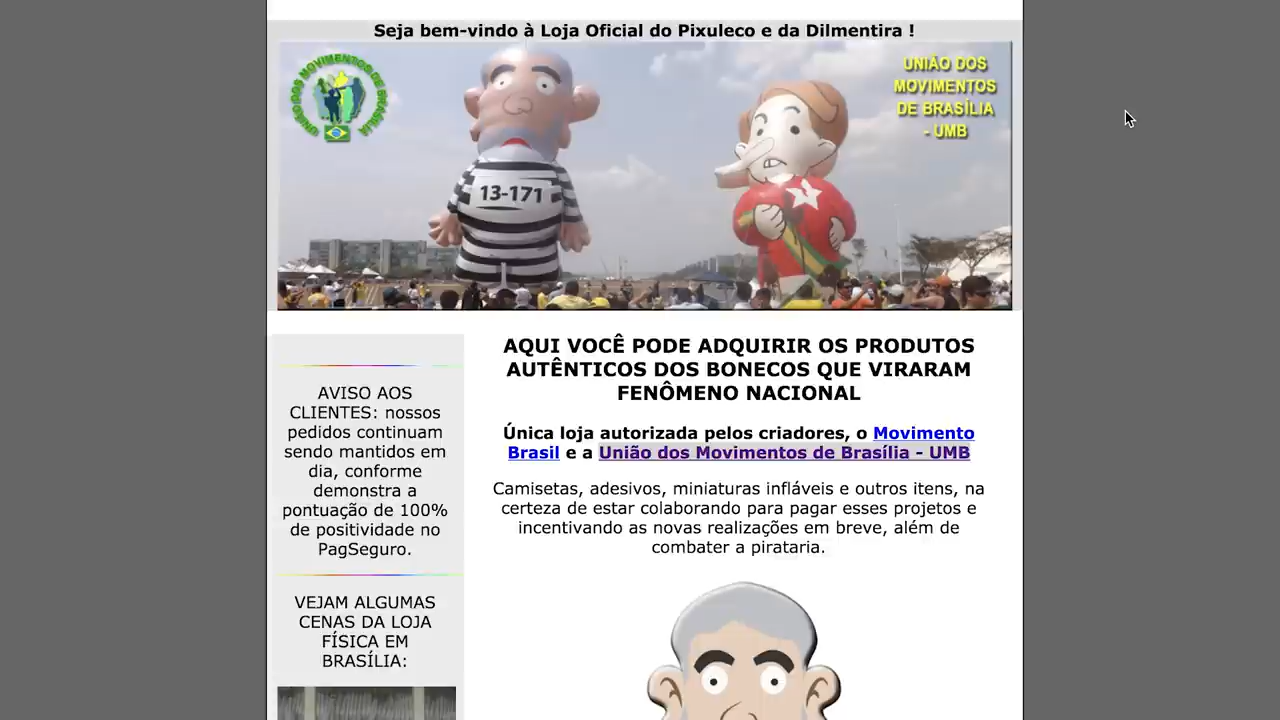 Seja bem-vindo à Loja Oficial do Pixuleco e da Dilmentira !
UNIÃO DOS MOVIMENTOS DE BRASÍLIA
UNIÃO DOS
MOVIMENTOS
DE BRASÍLIA
- UMB
13-171
AQUI VOCÊ PODE ADQUIRIR OS PRODUTOS
AUTÊNTICOS DOS BONECOS QUE VIRARAM
FENÔMENO NACIONAL
Única loja autorizada pelos criadores, o Movimento
Brasil e a União dos Movimentos de Brasília - UMB
Camisetas, adesivos, miniaturas infláveis e outros itens, na
certeza de estar colaborando para pagar esses projetos e
incentivando as novas realizações em breve, além de
combater a pirataria.
AVISO AOS
CLIENTES: nossos
pedidos continuam
sendo mantidos em
dia, conforme
demonstra a
pontuação de 100%
de positividade no
PagSeguro.
VEJAM ALGUMAS
CENAS DA LOJA
FÍSICA EM
BRASÍLIA: